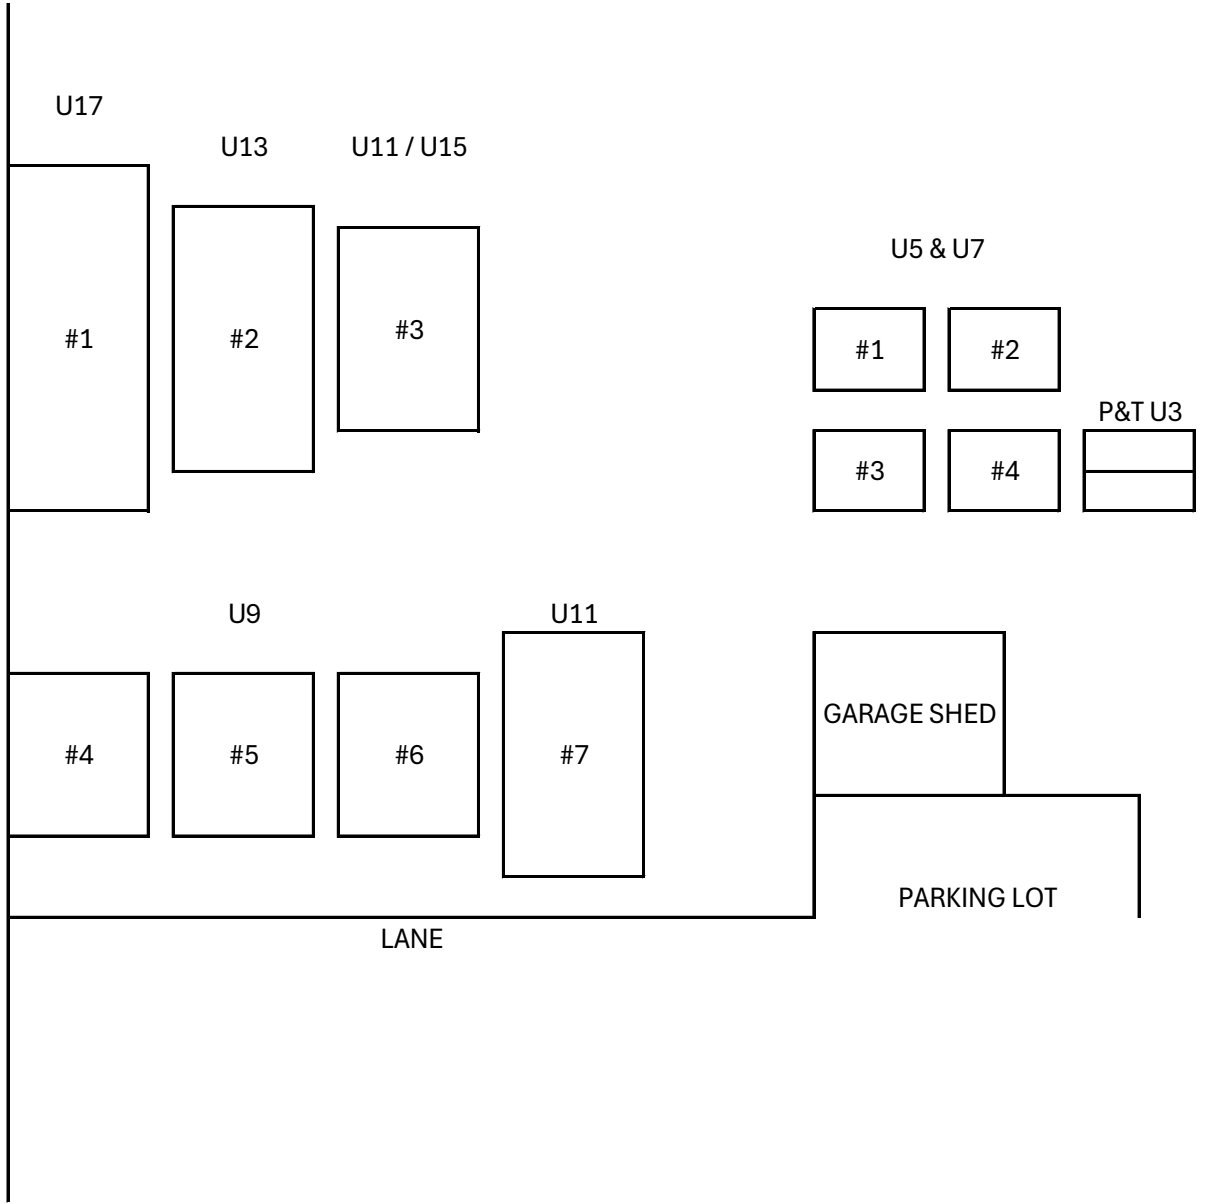 U17
U13
U11 / U15
U5 & U7
#1
#2
#3
#1
#2
P&T U3
#3
#4
U9
U11
GARAGE SHED
#4
#5
#6
#7
PARKING LOT
LANE